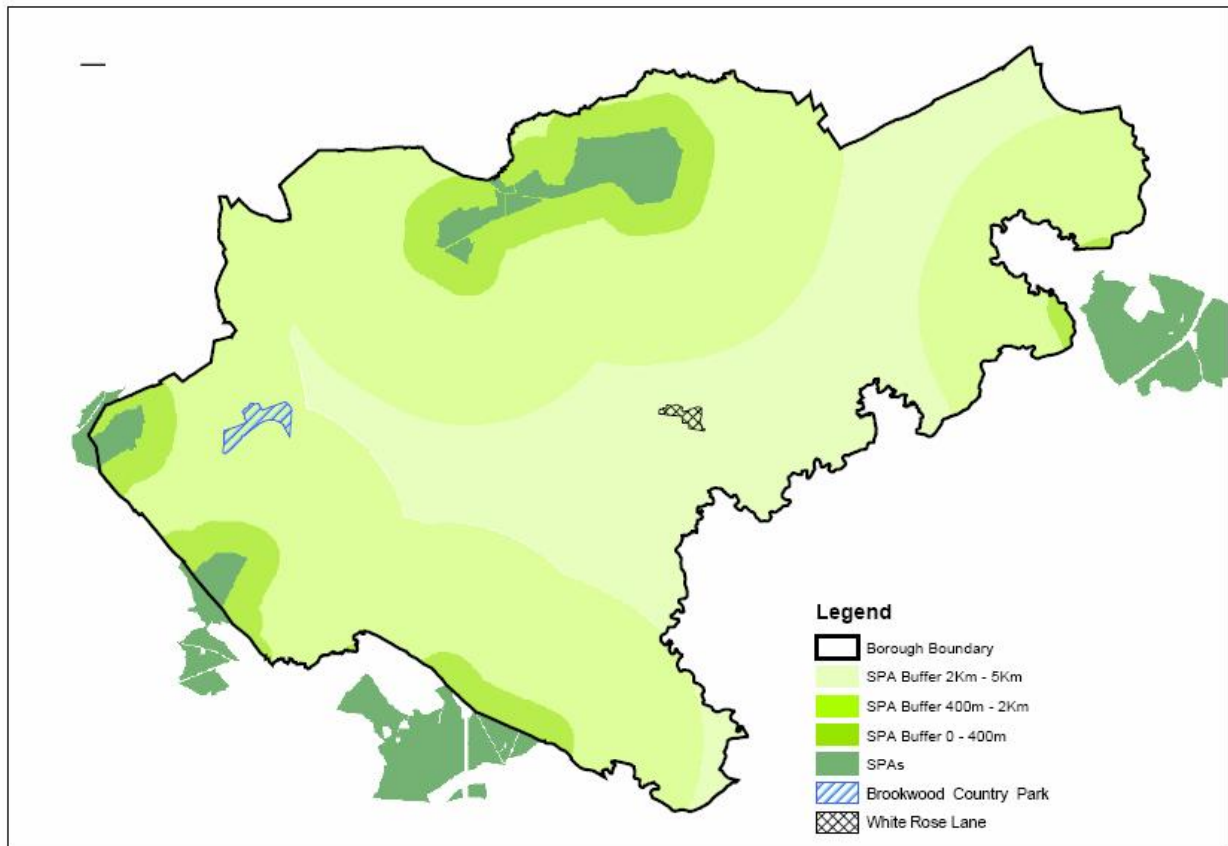 Legend
Borough Boundary
SPA Buffer 2Km - 5Km
SPA Buffer 400m - 2Km
SPA Buffer 0 - 400m
SPAs
Brookwood Country Park
White Rose Lane